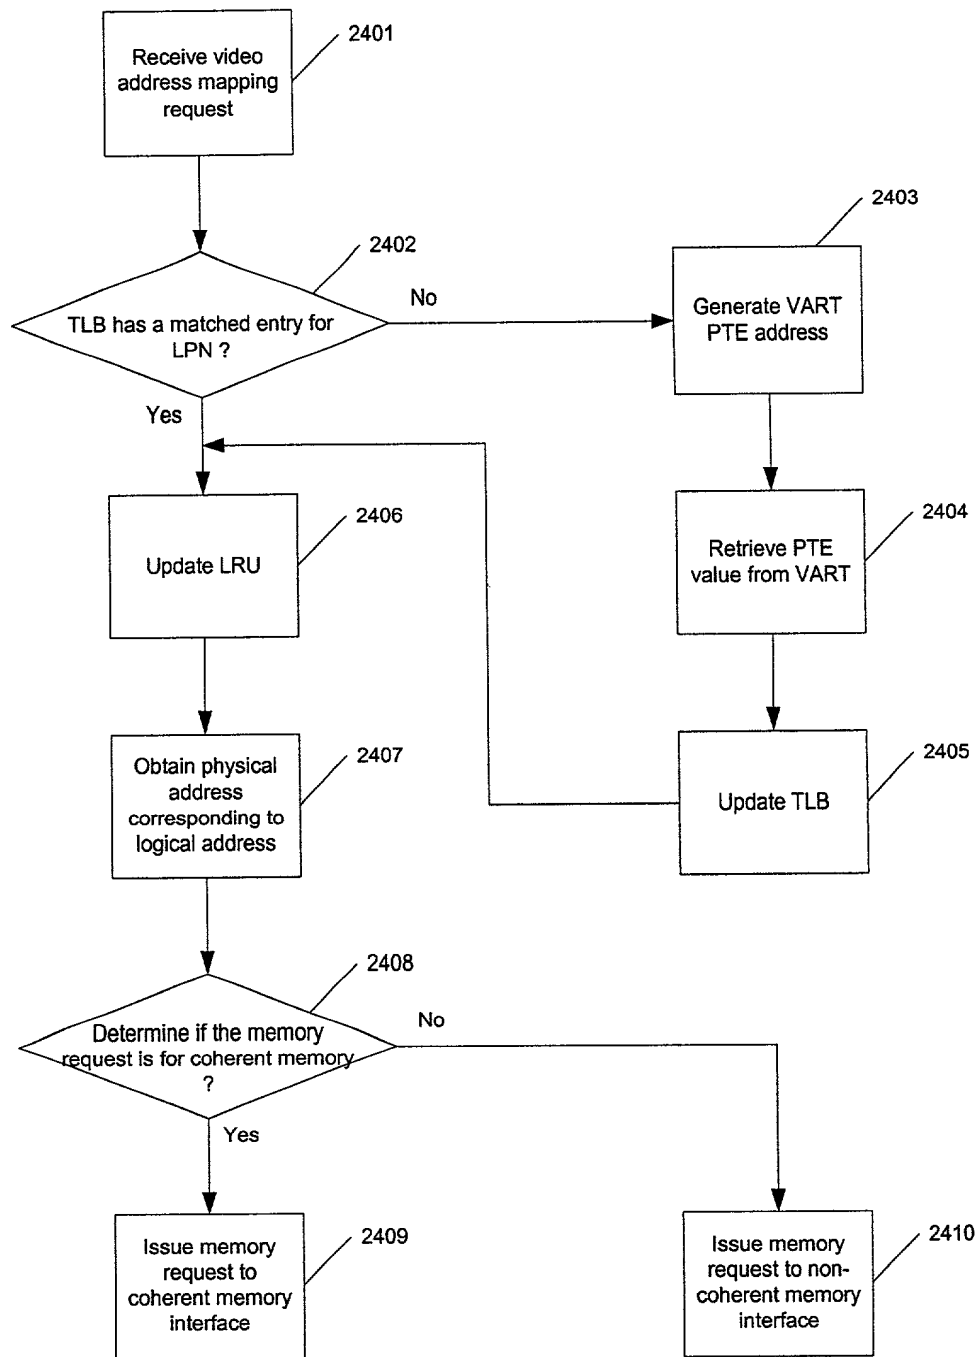 2401
Receive video
address mapping
request
2402
TLB has a matched entry for
LPN ?
No
Yes
2403
Generate VART
PTE address
2404
Retrieve PTE
value from VART
2405
Update TLB
2406
Update LRU
2407
Obtain physical
address
corresponding to
logical address
2408
Determine if the memory
request is for coherent memory
?
No
Yes
2409
Issue memory
request to
coherent memory
interface
2410
Issue memory
request to non-
coherent memory
interface